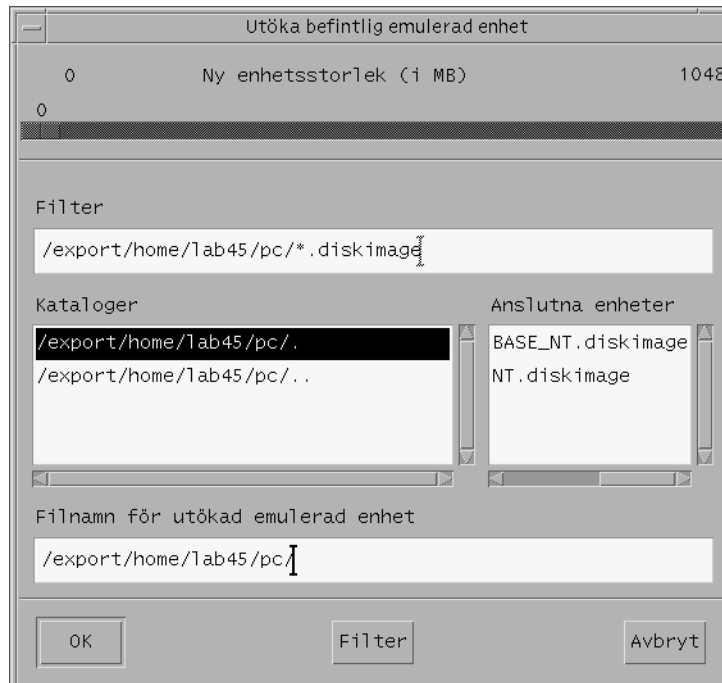 Utöka befintlig emulerad enhet
0 Ny enhetsstorlek (i MB) 1048
0
Filter
/export/home/lab45/pc/*.diskimage
Kataloger
/export/home/lab45/pc/.
/export/home/lab45/pc/..
Anslutna enheter
BASE_NT.diskimage
NT.diskimage
Filnamn för utökad emulerad enhet
/export/home/lab45/pc/
OK Filter Avbryt